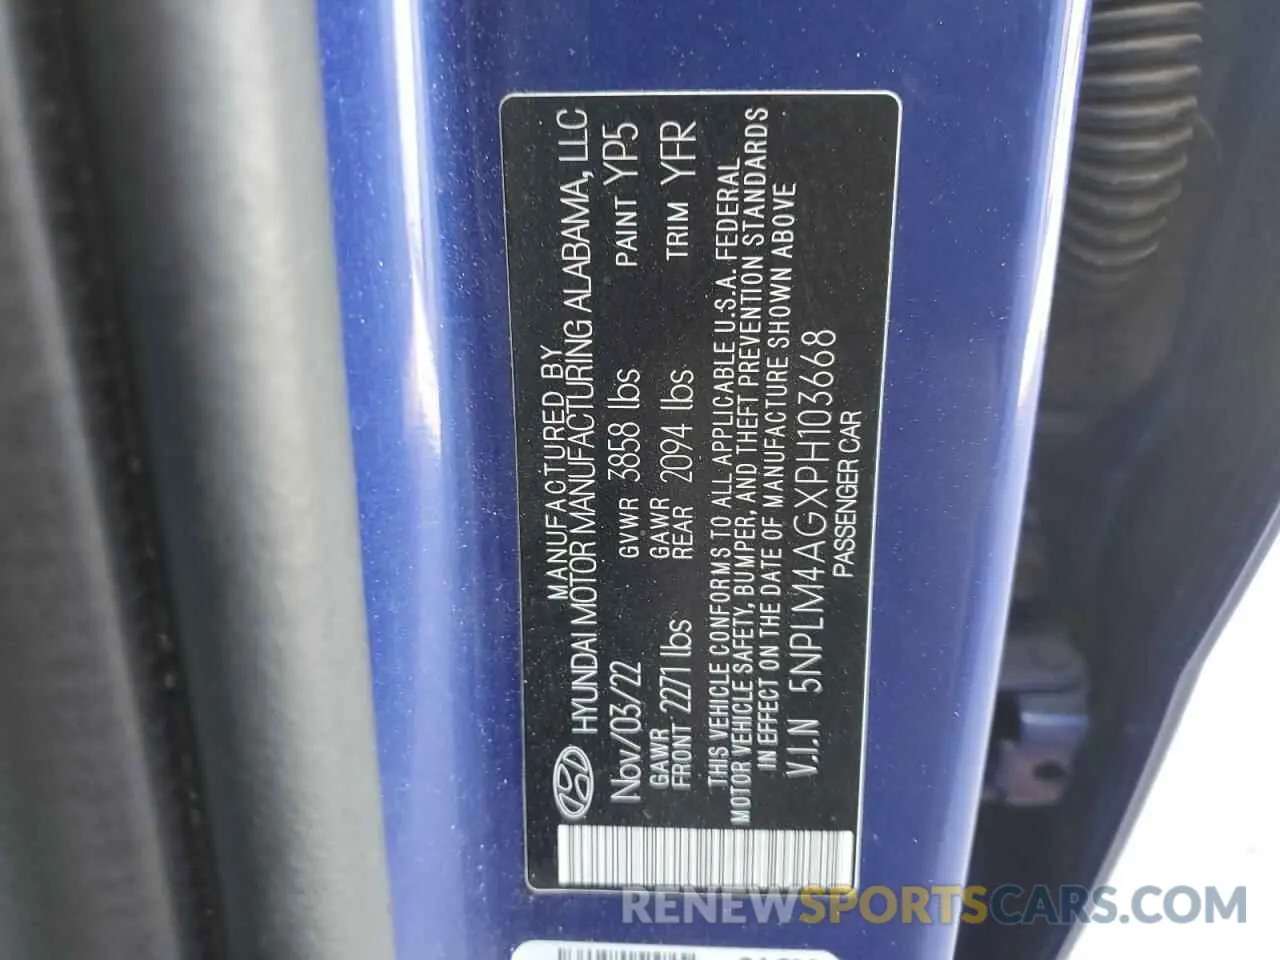 MANUFACTURED BY
HYUNDAI MOTOR MANUFACTURING ALABAMA, LLC
Nov/03/22 GVWR 3858 lbs PAINT YP5
GAWR FRONT 2271 lbs GAWR REAR 2094 lbs TRIM YFR
THIS VEHICLE CONFORMS TO ALL APPLICABLE U.S.A. FEDERAL
MOTOR VEHICLE SAFETY, BUMPER, AND THEFT PREVENTION STANDARDS
IN EFFECT ON THE DATE OF MANUFACTURE SHOWN ABOVE
V.I.N 5NPLM4AGXPH103668
PASSENGER CAR
RENEWSPORTSCARS.COM